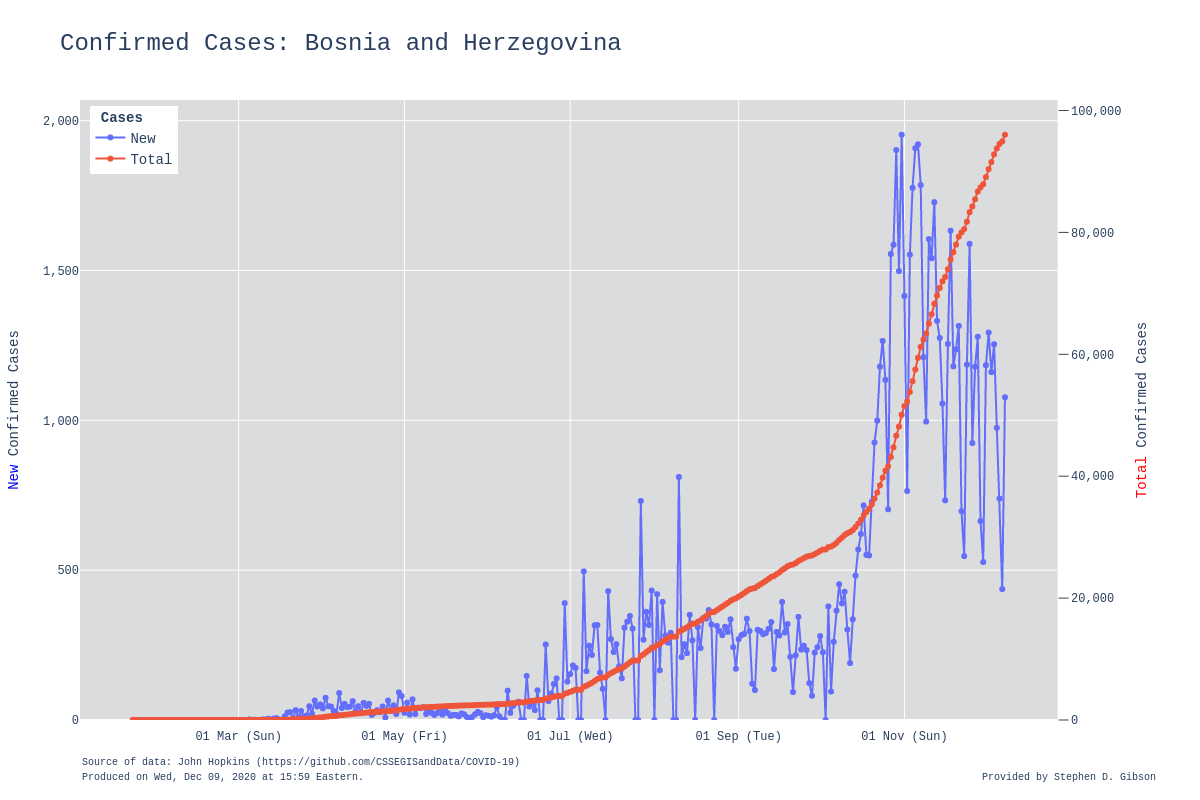 Confirmed Cases: Bosnia and Herzegovina
Cases
New
Total
2,000
1,500
1,000
500
0
100,000
80,000
60,000
40,000
20,000
0
New Confirmed Cases
Total Confirmed Cases
01 Mar (Sun)
01 May (Fri)
01 Jul (Wed)
01 Sep (Tue)
01 Nov (Sun)
Source of data: John Hopkins (https://github.com/CSSEGISandData/COVID-19)
Produced on Wed, Dec 09, 2020 at 15:59 Eastern.
Provided by Stephen D. Gibson